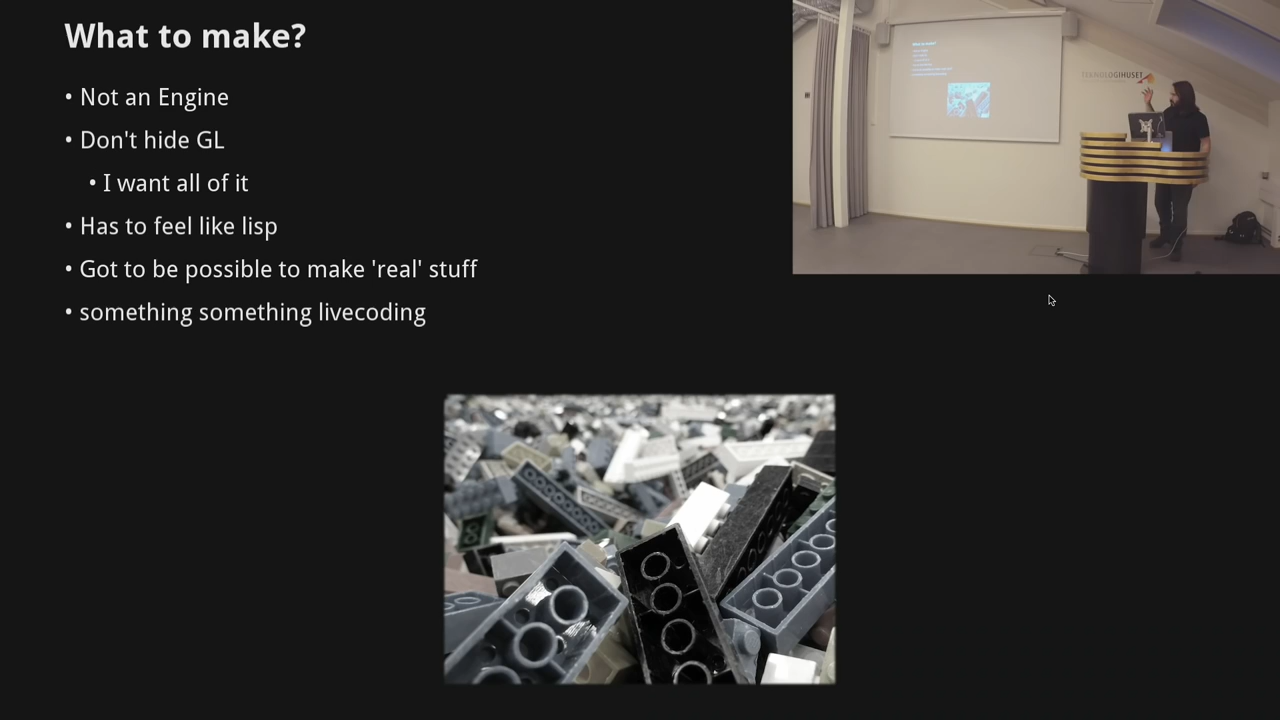 What to make?
• Not an Engine
• Don't hide GL
• I want all of it
• Has to feel like lisp
• Got to be possible to make 'real' stuff
• something something livecoding
TEKNOLOGIHUSET